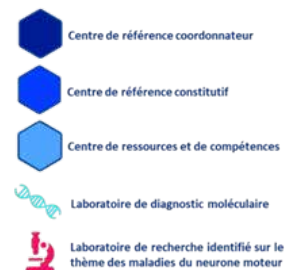 Centre de référence coordonnateur
Centre de référence constitutif
Centre de ressources et de compétences
Laboratoire de diagnostic moléculaire
Laboratoire de recherche identifié sur le
thème des maladies du neurone moteur